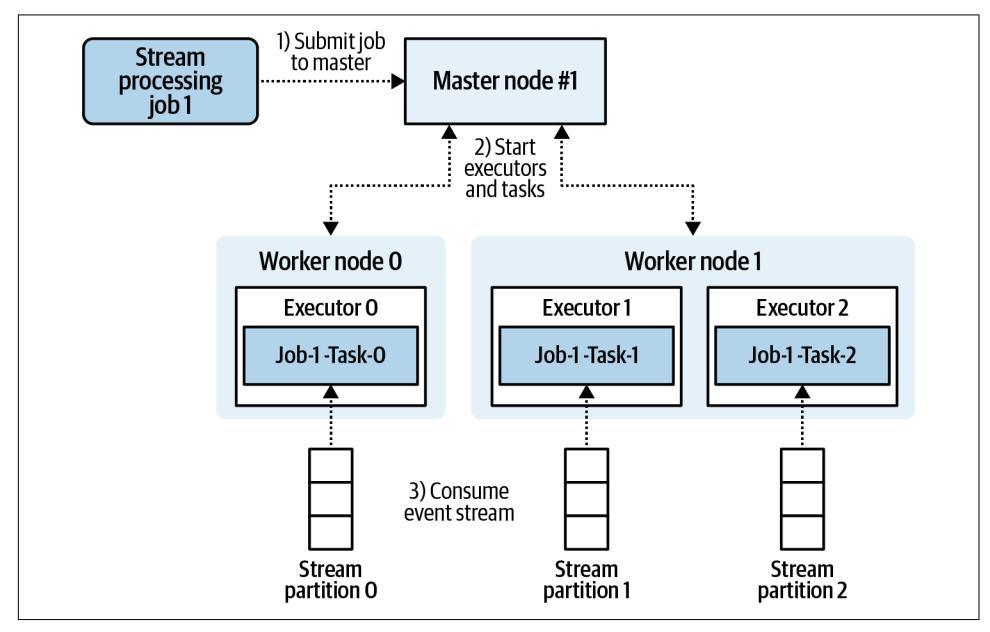 Stream
processing
job 1
1) Submit job
to master
Master node #1
2) Start
executors
and tasks
Worker node 0
Executor 0
Job-1 -Task-0
Worker node 1
Executor 1
Job-1 -Task-1
Executor 2
Job-1 -Task-2
3) Consume
event stream
Stream
partition 0
Stream
partition 1
Stream
partition 2